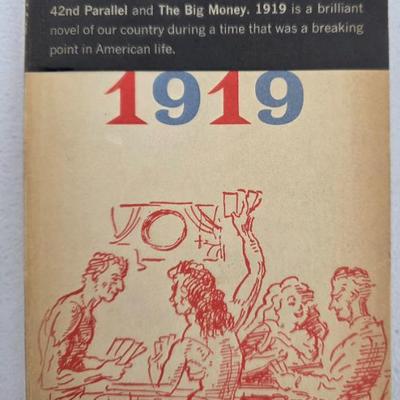 42nd Parallel and The Big Money. 1919 is a brilliant
novel of our country during a time that was a breaking
point in American life.
1919